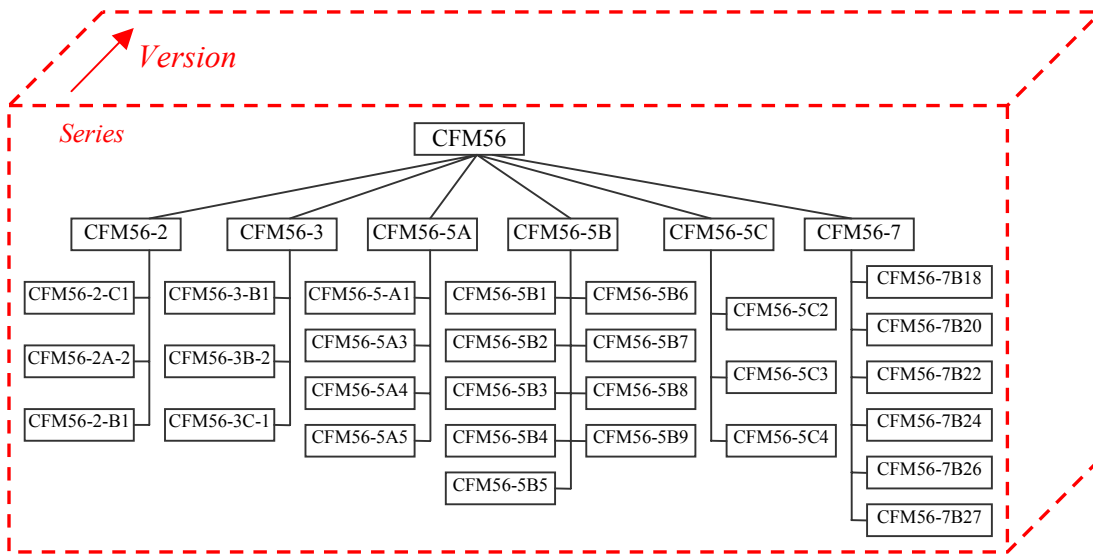 Version
Series
CFM56
CFM56-2
CFM56-3
CFM56-5A
CFM56-5B
CFM56-5C
CFM56-7
CFM56-2-C1
CFM56-2A-2
CFM56-2-B1
CFM56-3-B1
CFM56-3B-2
CFM56-3C-1
CFM56-5-A1
CFM56-5A3
CFM56-5A4
CFM56-5A5
CFM56-5B1
CFM56-5B2
CFM56-5B3
CFM56-5B4
CFM56-5B5
CFM56-5B6
CFM56-5B7
CFM56-5B8
CFM56-5B9
CFM56-5C2
CFM56-5C3
CFM56-5C4
CFM56-7B18
CFM56-7B20
CFM56-7B22
CFM56-7B24
CFM56-7B26
CFM56-7B27